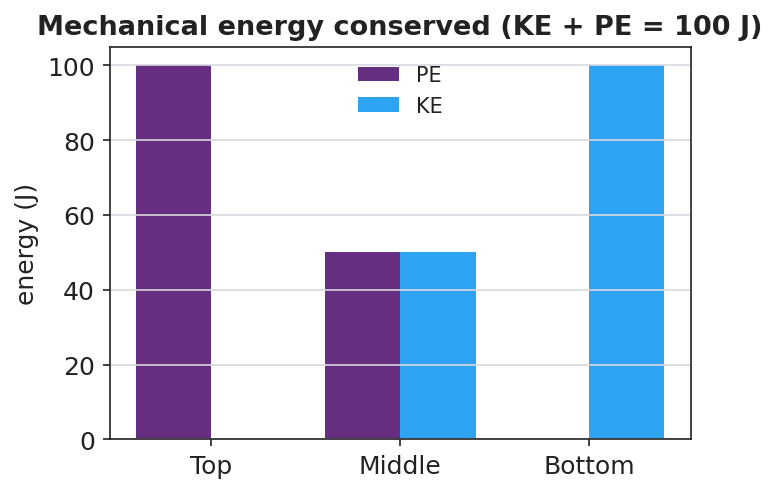 Mechanical energy conserved (KE + PE = 100 J)
PE
KE
energy (J)
100
80
60
40
20
0
Top
Middle
Bottom